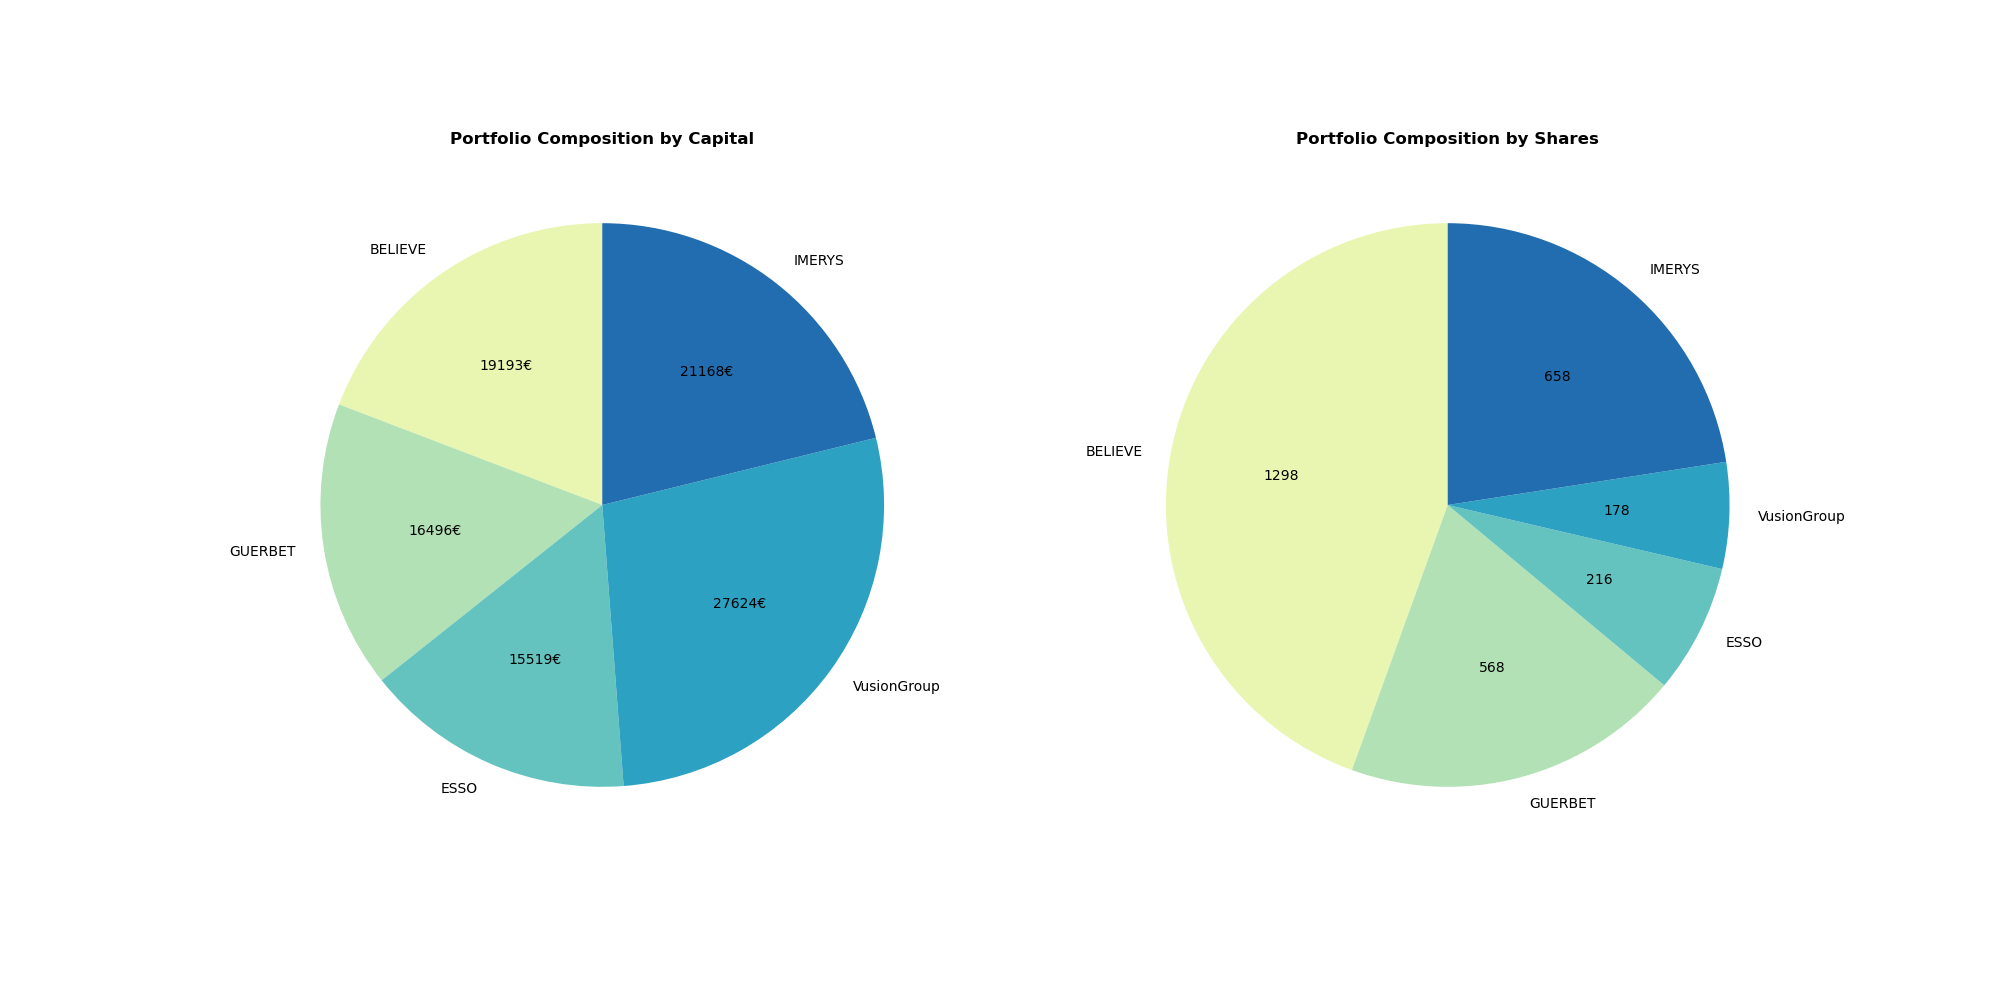 Portfolio Composition by Capital
BELIEVE
IMERYS
19193€
21168€
16496€
GUERBET
27624€
15519€
VusionGroup
ESSO
Portfolio Composition by Shares
IMERYS
658
BELIEVE
1298
178
VusionGroup
216
ESSO
568
GUERBET